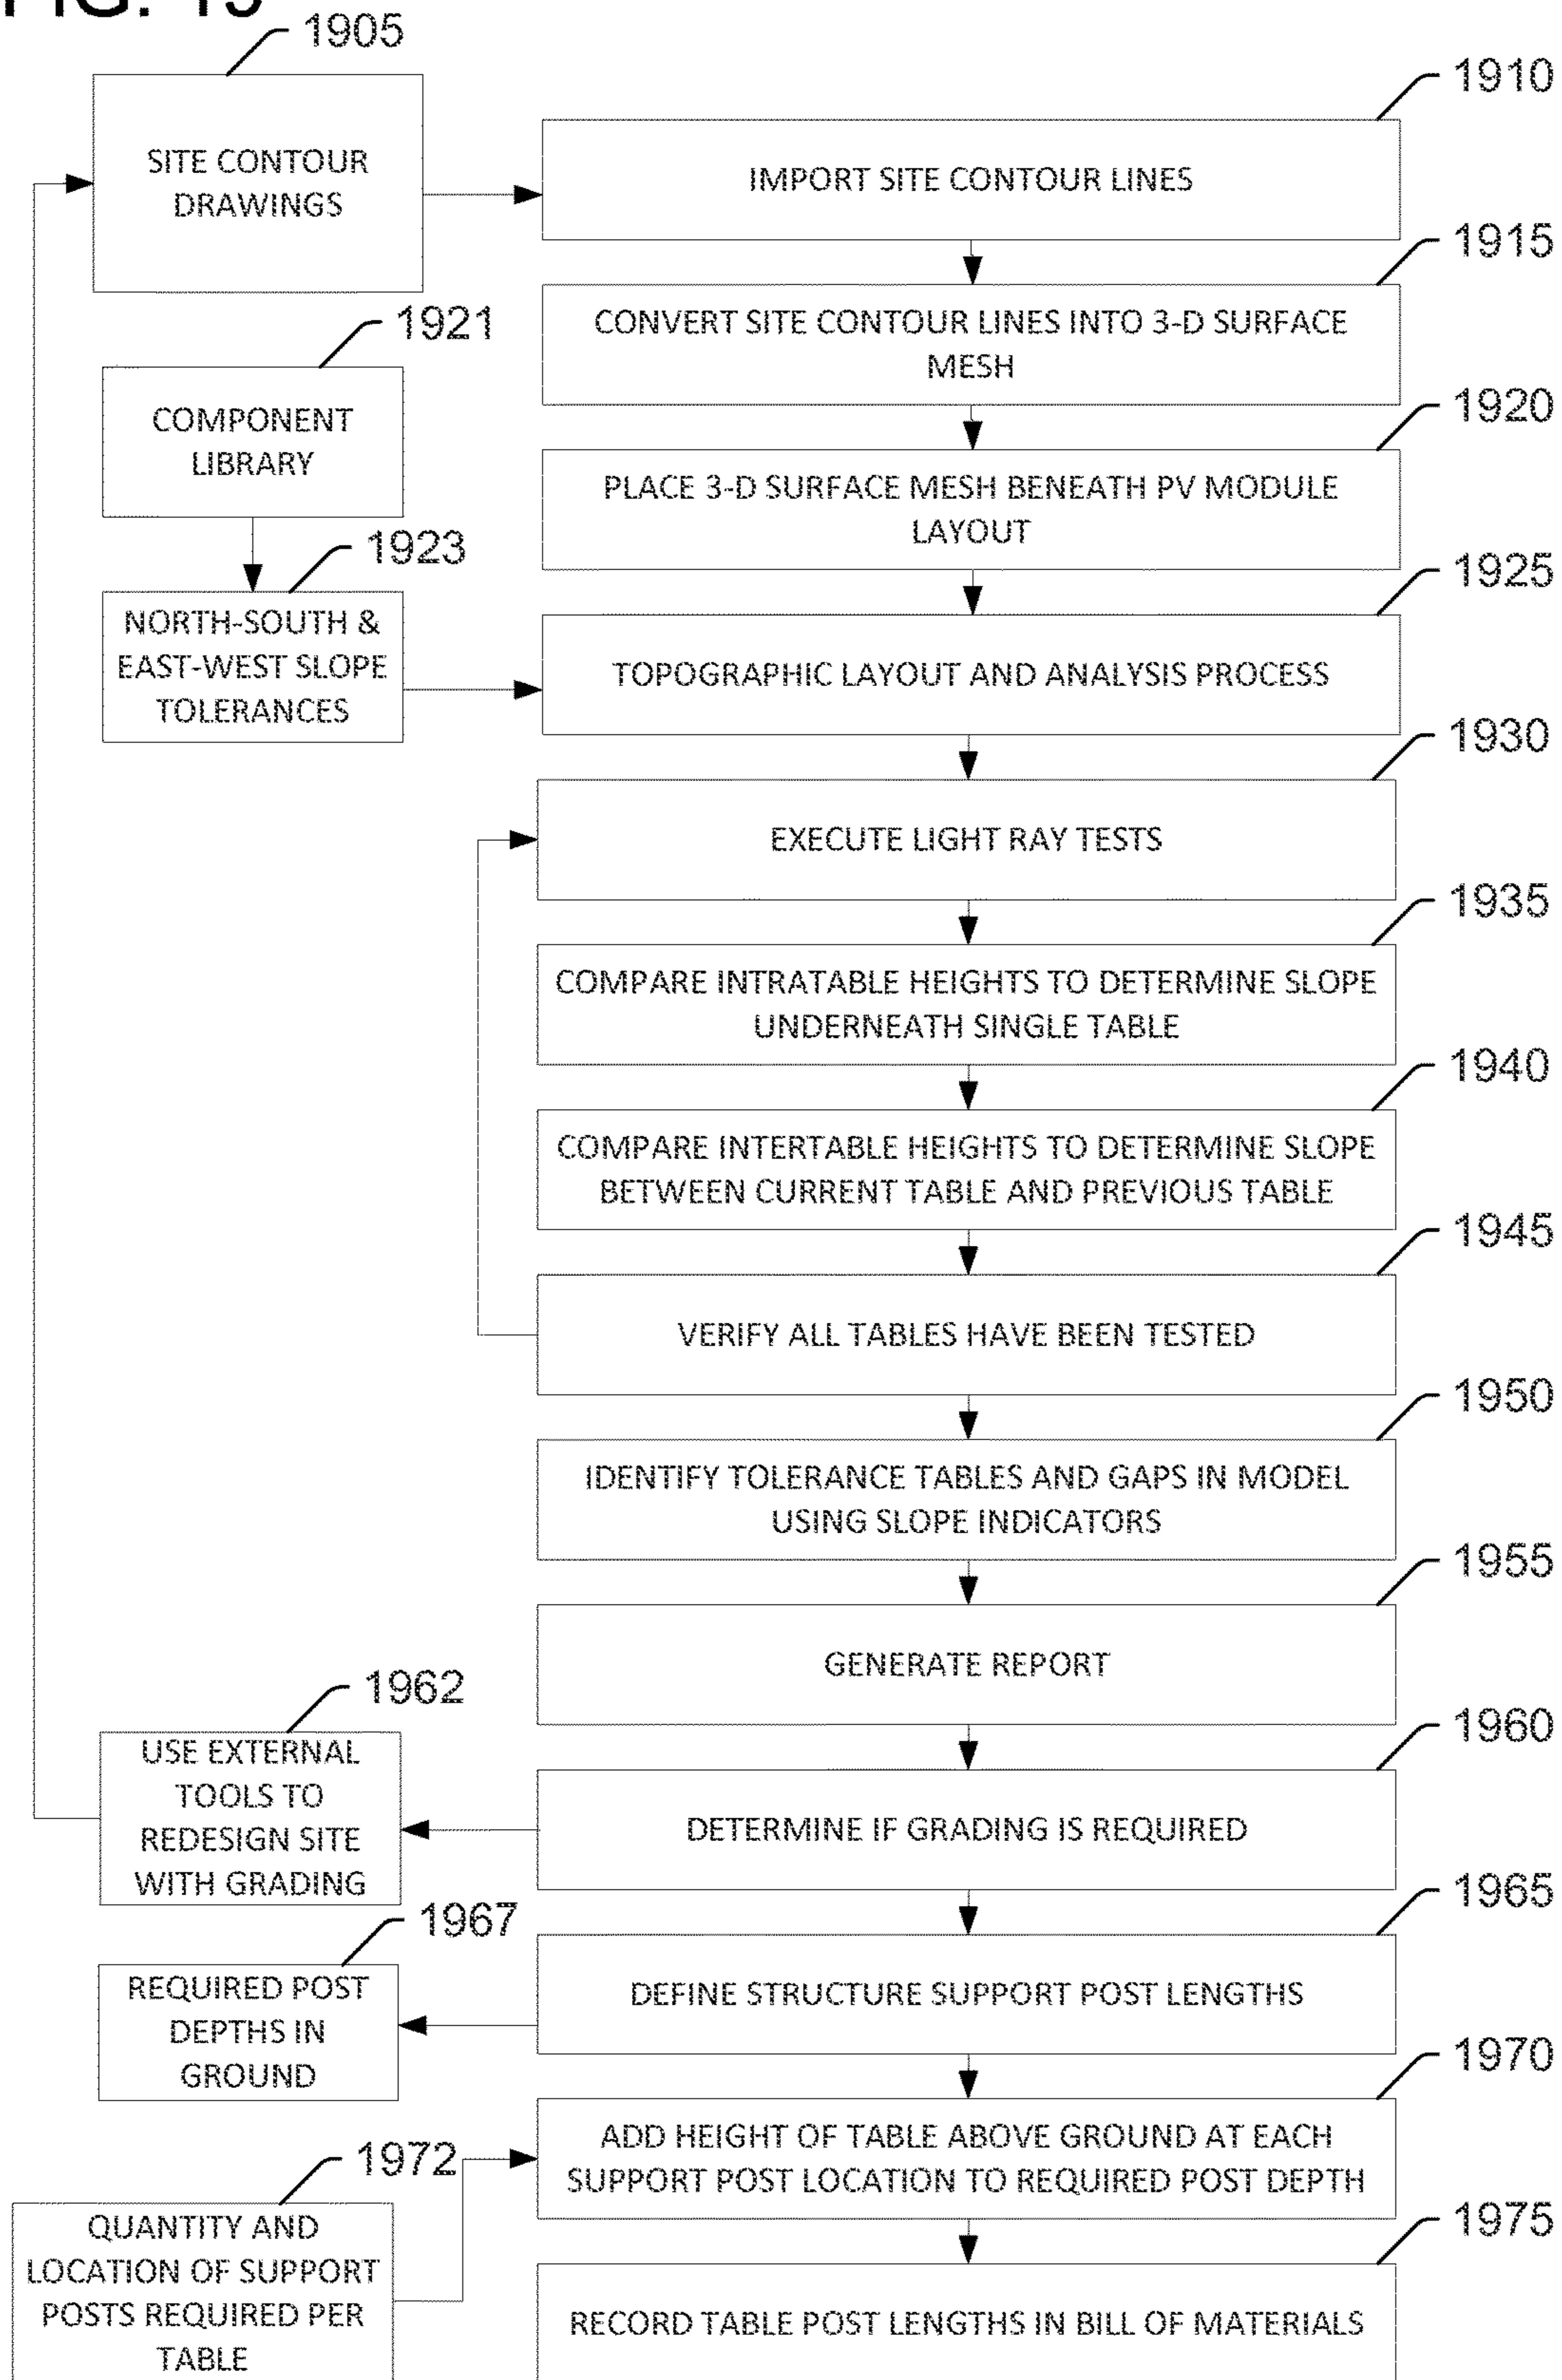 FIG. 19
1905
SITE CONTOUR
DRAWINGS
1910
IMPORT SITE CONTOUR LINES
1915
CONVERT SITE CONTOUR LINES INTO 3-D SURFACE
MESH
1921
COMPONENT
LIBRARY
1920
PLACE 3-D SURFACE MESH BENEATH PV MODULE
LAYOUT
1923
NORTH-SOUTH &
EAST-WEST SLOPE
TOLERANCES
1925
TOPOGRAPHIC LAYOUT AND ANALYSIS PROCESS
1930
EXECUTE LIGHT RAY TESTS
1935
COMPARE INTRATABLE HEIGHTS TO DETERMINE SLOPE
UNDERNEATH SINGLE TABLE
1940
COMPARE INTERTABLE HEIGHTS TO DETERMINE SLOPE
BETWEEN CURRENT TABLE AND PREVIOUS TABLE
1945
VERIFY ALL TABLES HAVE BEEN TESTED
1950
IDENTIFY TOLERANCE TABLES AND GAPS IN MODEL
USING SLOPE INDICATORS
1955
GENERATE REPORT
1962
USE EXTERNAL
TOOLS TO
REDESIGN SITE
WITH GRADING
1960
DETERMINE IF GRADING IS REQUIRED
1967
REQUIRED POST
DEPTHS IN
GROUND
1965
DEFINE STRUCTURE SUPPORT POST LENGTHS
1970
ADD HEIGHT OF TABLE ABOVE GROUND AT EACH
SUPPORT POST LOCATION TO REQUIRED POST DEPTH
1972
QUANTITY AND
LOCATION OF SUPPORT
POSTS REQUIRED PER
TABLE
1975
RECORD TABLE POST LENGTHS IN BILL OF MATERIALS